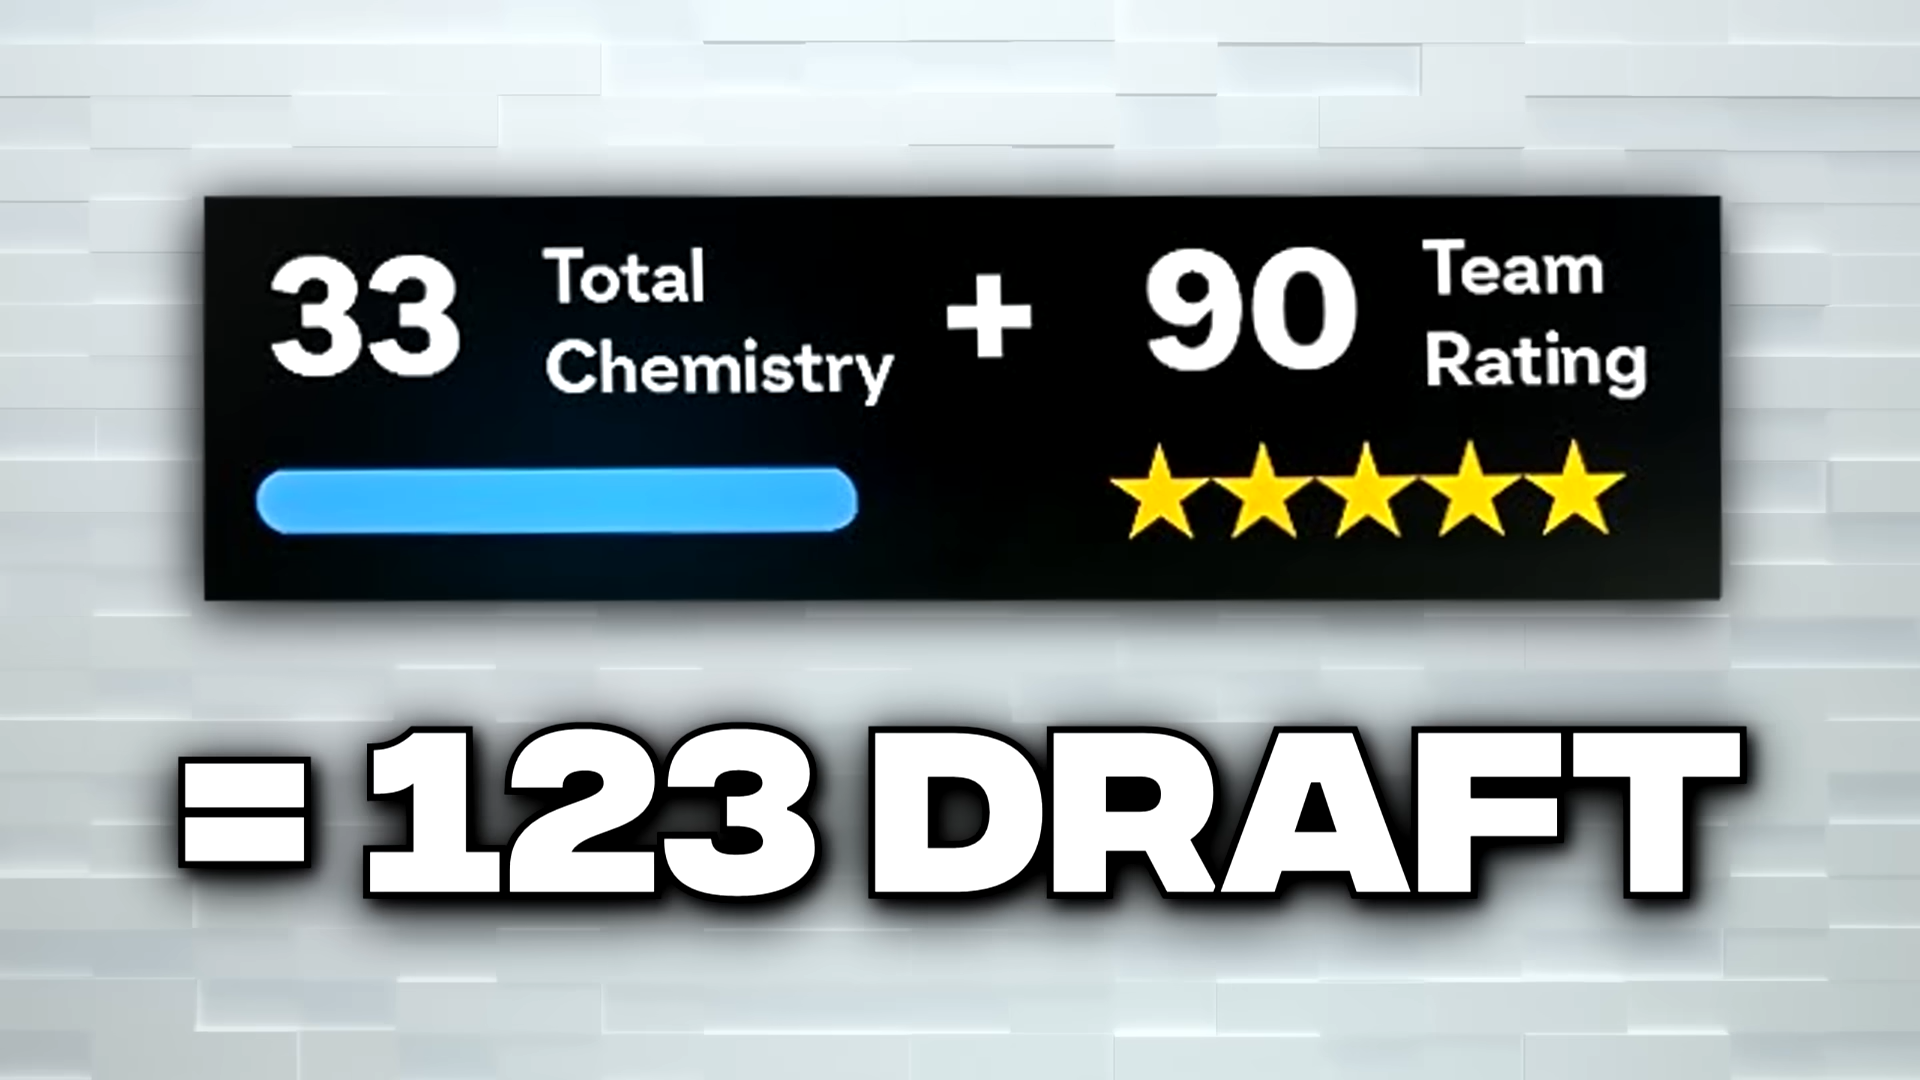 33 Total Chemistry + 90 Team Rating
= 123 DRAFT